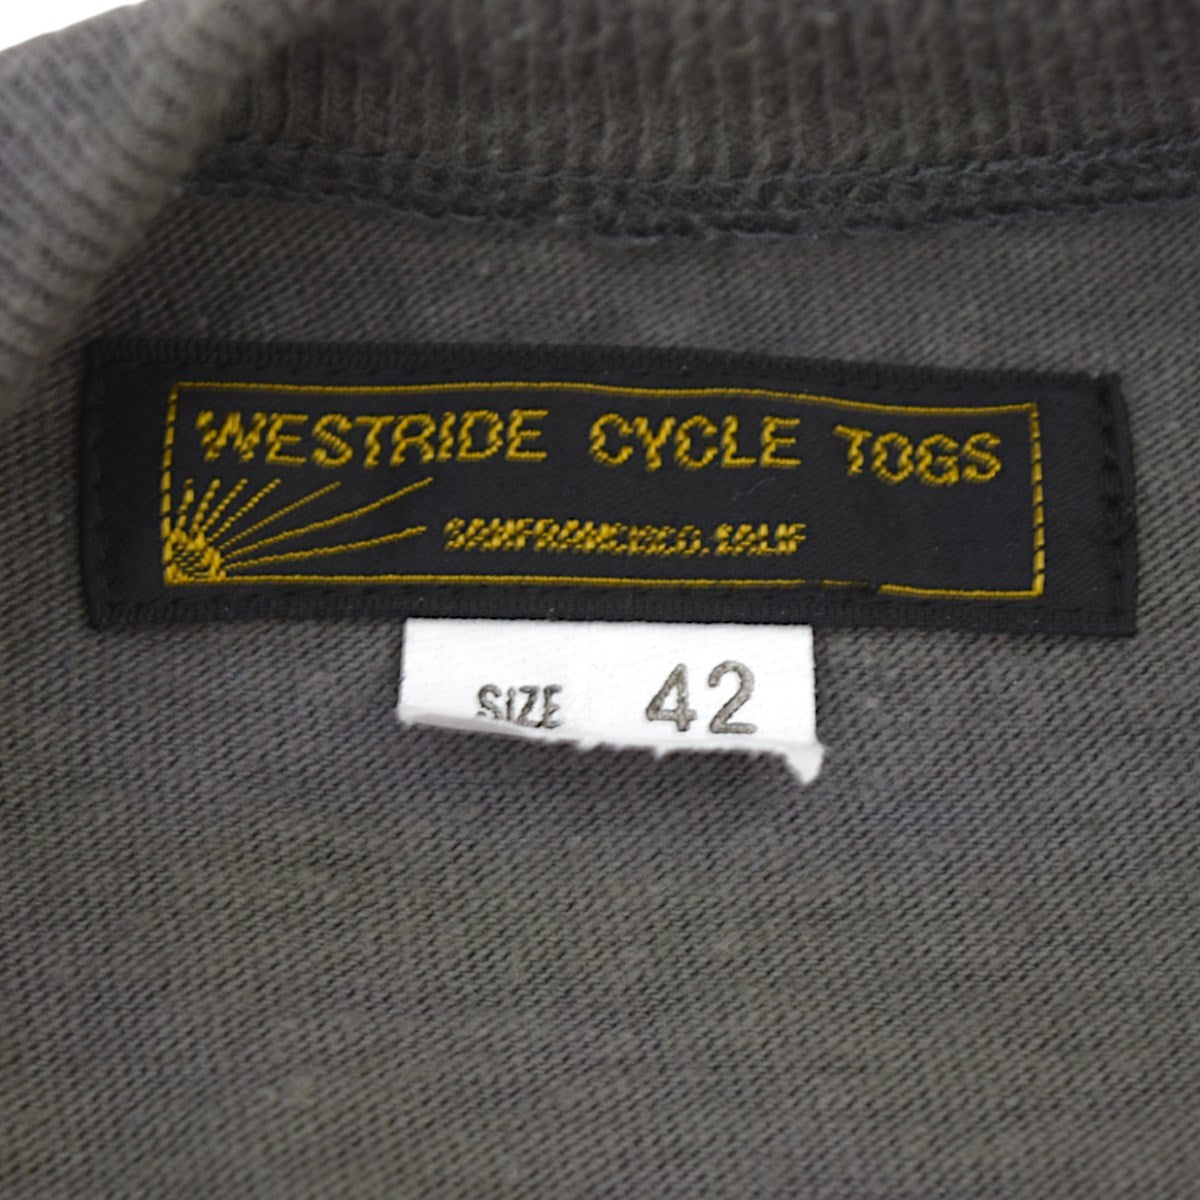 WESTRIDE CYCLE TOGS
SANFRANCISCO.CALIF
SIZE 42